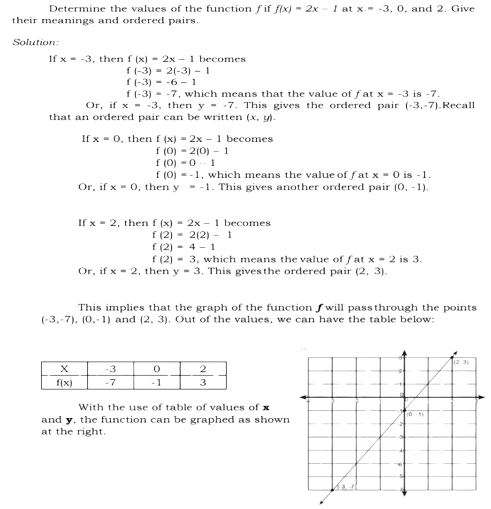 Determine the values of the function f if f(x) = 2x – 1 at x = -3, 0, and 2. Give
their meanings and ordered pairs.
Solution:
If x = -3, then f (x) = 2x – 1 becomes
f (-3) = 2(-3) – 1
f (-3) = -6 – 1
f (-3) = -7, which means that the value of f at x = -3 is -7.
Or, if x = -3, then y = -7. This gives the ordered pair (-3,-7).Recall
that an ordered pair can be written (x, y).
If x = 0, then f (x) = 2x – 1 becomes
f (0) = 2(0) – 1
f (0) = 0 – 1
f (0) = -1, which means the value of f at x = 0 is -1.
Or, if x = 0, then y = -1. This gives another ordered pair (0, -1).
If x = 2, then f (x) = 2x – 1 becomes
f (2) = 2(2) – 1
f (2) = 4 – 1
f (2) = 3, which means the value of f at x = 2 is 3.
Or, if x = 2, then y = 3. This gives the ordered pair (2, 3).
This implies that the graph of the function f will pass through the points
(-3,-7), (0,-1) and (2, 3). Out of the values, we can have the table below:
X -3 0 2
f(x) -7 -1 3
With the use of table of values of x
and y, the function can be graphed as shown
at the right.
(2, 3)
(0, -1)
(-3, -7)